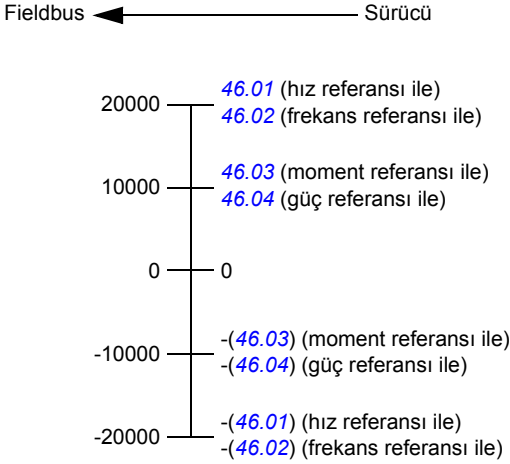 Fieldbus Sürücü
46.01 (hız referansı ile)
20000
46.02 (frekans referansı ile)
46.03 (moment referansı ile)
10000
46.04 (güç referansı ile)
0 0
-(46.03) (moment referansı ile)
-10000
-(46.04) (güç referansı ile)
-(46.01) (hız referansı ile)
-20000
-(46.02) (frekans referansı ile)